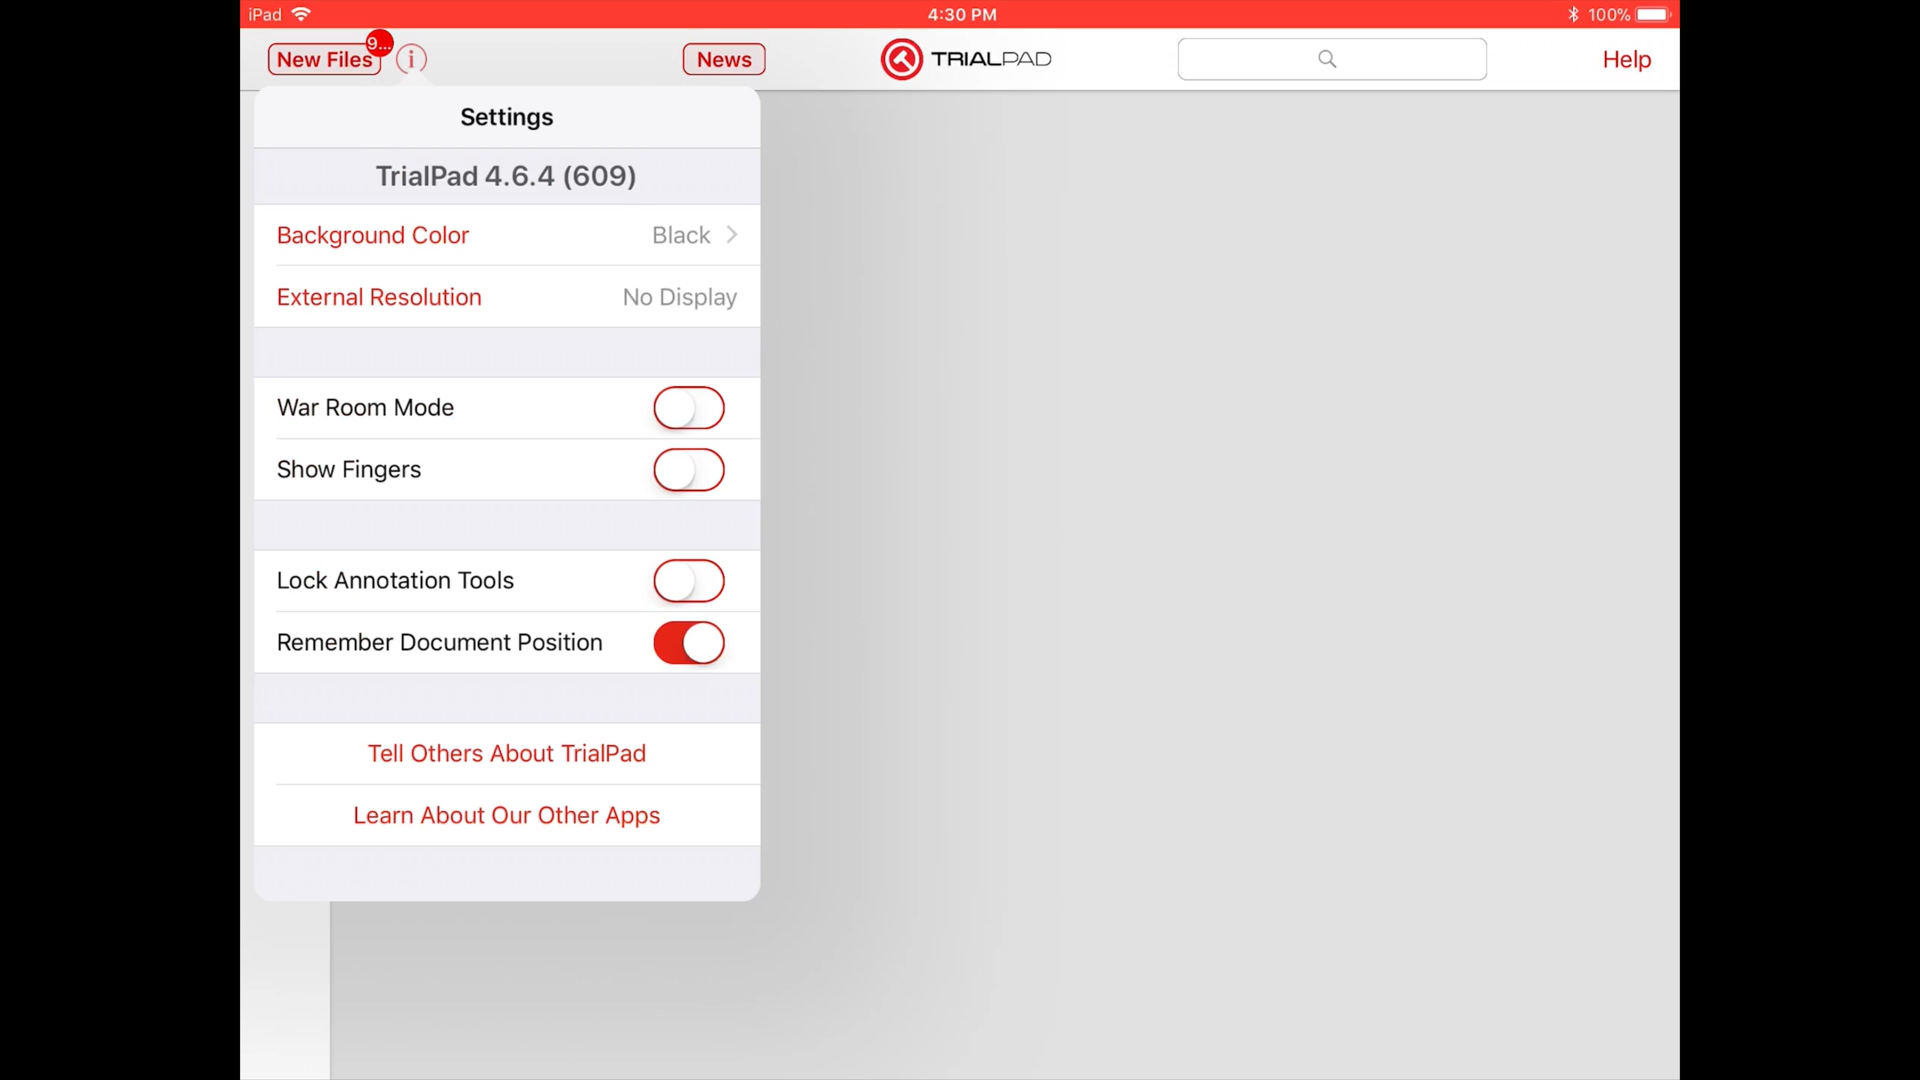 iPad 4:30 PM 100%
New Files 9... i News TRIALPAD Help
Settings
TrialPad 4.6.4 (609)
Background Color Black
External Resolution No Display
War Room Mode
Show Fingers
Lock Annotation Tools
Remember Document Position
Tell Others About TrialPad
Learn About Our Other Apps